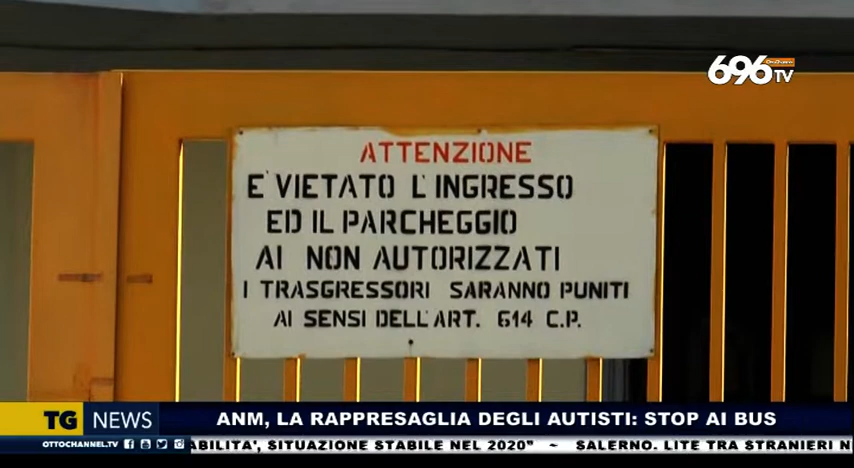 696 TV
ATTENZIONE
E' VIETATO L'INGRESSO
ED IL PARCHEGGIO
AI NON AUTORIZZATI
I TRASGRESSORI SARANNO PUNITI
AI SENSI DELL'ART. 614 C.P.
TG NEWS
ANM, LA RAPPRESAGLIA DEGLI AUTISTI: STOP AI BUS
OTTOCHANNEL.TV
ABILITA', SITUAZIONE STABILE NEL 2020" ~ SALERNO. LITE TRA STRANIERI N